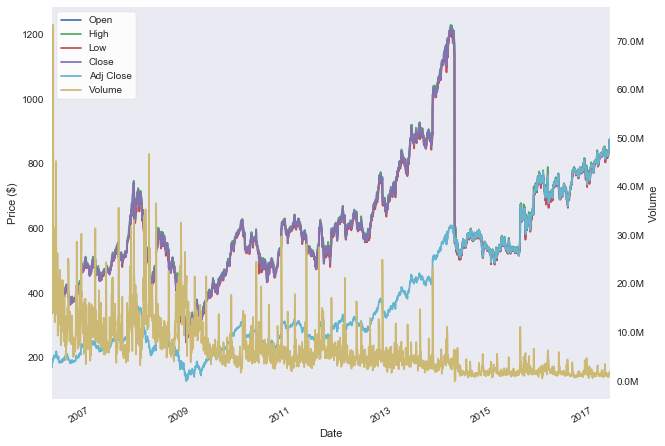 Open
High
Low
Close
Adj Close
Volume
1200
1000
800
600
400
200
Price ($)
70.0M
60.0M
50.0M
40.0M
30.0M
20.0M
10.0M
0.0M
Volume
2007
2009
2011
2013
2015
2017
Date